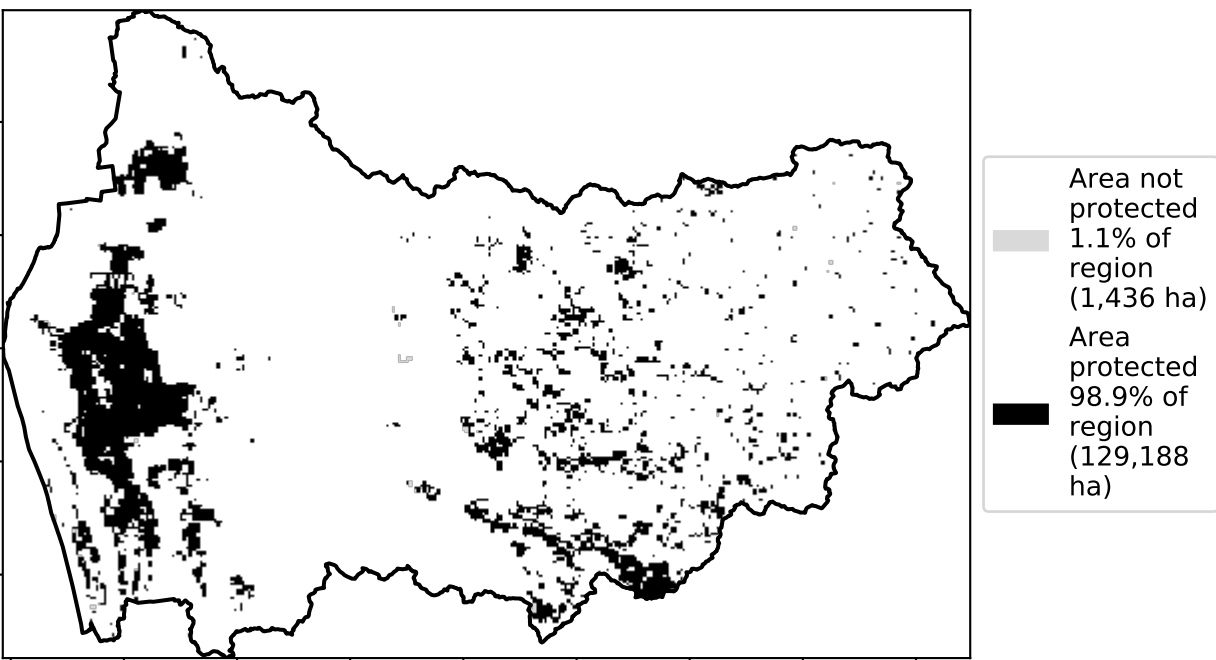 Area not
protected
1.1% of
region
(1,436 ha)
Area
protected
98.9% of
region
(129,188
ha)